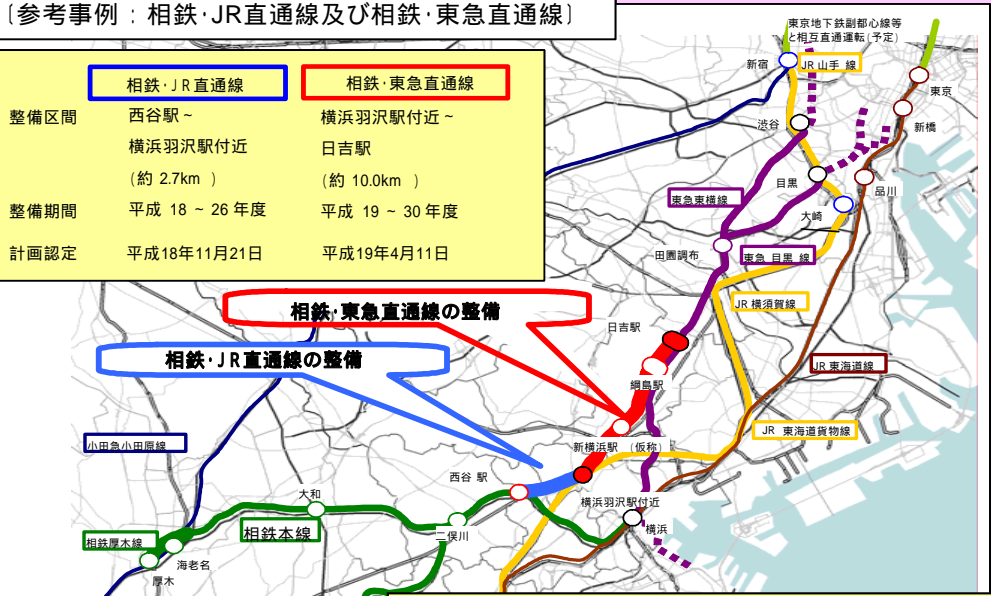 〔参考事例：相鉄・JR直通線及び相鉄・東急直通線〕
相鉄・JR直通線 相鉄・東急直通線
整備区間 西谷駅~ 横浜羽沢駅付近~
横浜羽沢駅付近 日吉駅
(約 2.7km ) (約 10.0km )
整備期間 平成 18 ~ 26 年度 平成 19 ~ 30 年度
計画認定 平成18年11月21日 平成19年4月11日
東京地下鉄副都心線等
と相互直通運転(予定)
新宿
JR 山手 線
東京
新橋
渋谷
目黒
品川
東急東横線
大崎
田園調布
東急 目黒 線
JR 横須賀線
相鉄・東急直通線の整備
日吉駅
相鉄・JR直通線の整備
JR 東海道線
綱島駅
JR 東海道貨物線
小田急小田原線
新横浜駅 (仮称)
西谷 駅
大和
横浜羽沢駅付近
相鉄本線
二俣川
横浜
相鉄厚木線
海老名
厚木